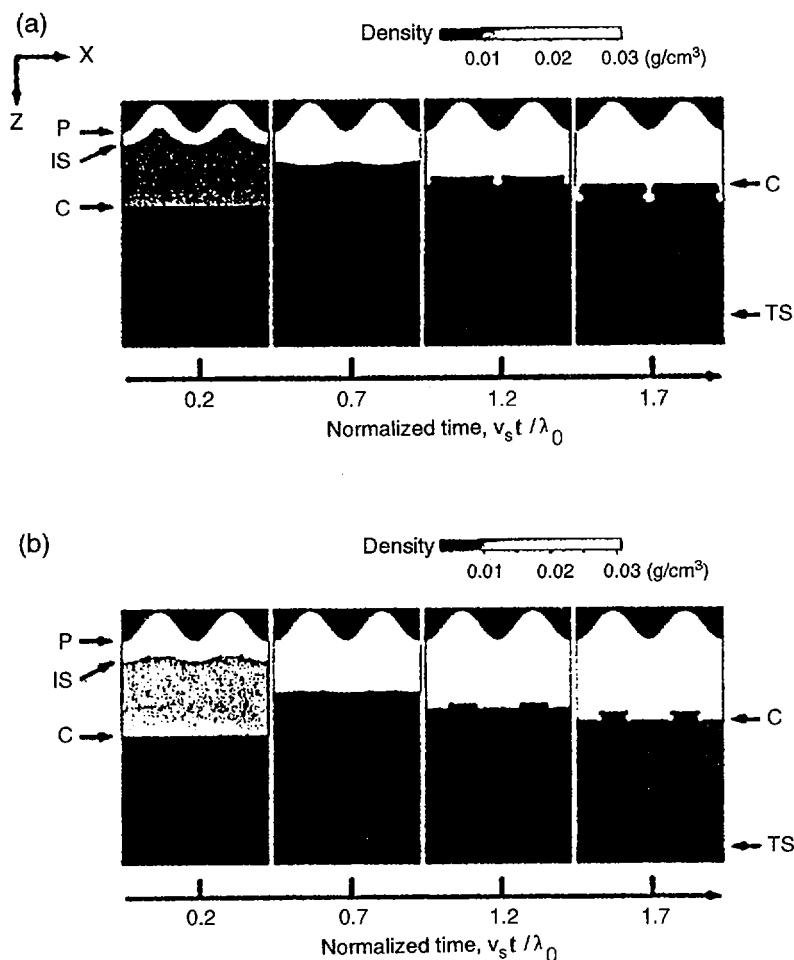 (a)
Density
0.01 0.02 0.03 (g/cm³)
X
Z
P
IS
C
C
TS
0.2 0.7 1.2 1.7
Normalized time, vₛt /λ₀
(b)
Density
0.01 0.02 0.03 (g/cm³)
P
IS
C
C
TS
0.2 0.7 1.2 1.7
Normalized time, vₛt /λ₀